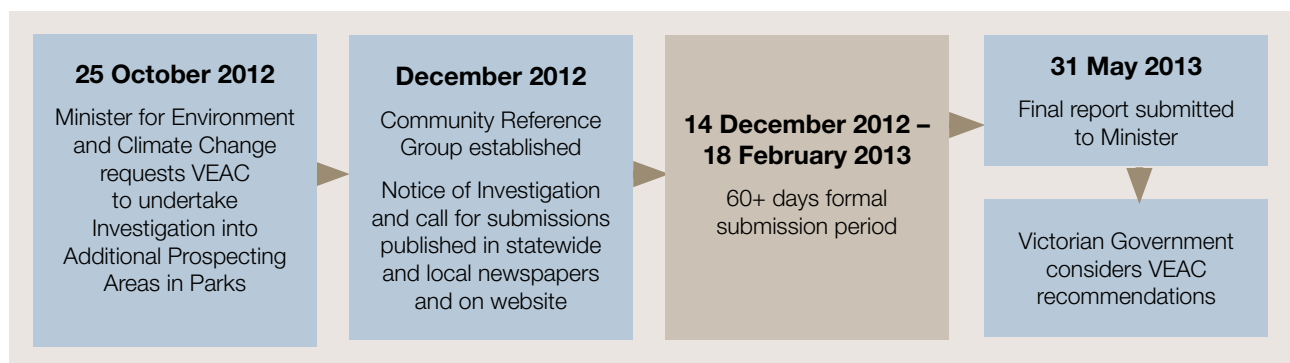 25 October 2012
Minister for Environment
and Climate Change
requests VEAC
to undertake
Investigation into
Additional Prospecting
Areas in Parks
December 2012
Community Reference
Group established
Notice of Investigation
and call for submissions
published in statewide
and local newspapers
and on website
14 December 2012 –
18 February 2013
60+ days formal
submission period
31 May 2013
Final report submitted
to Minister
Victorian Government
considers VEAC
recommendations